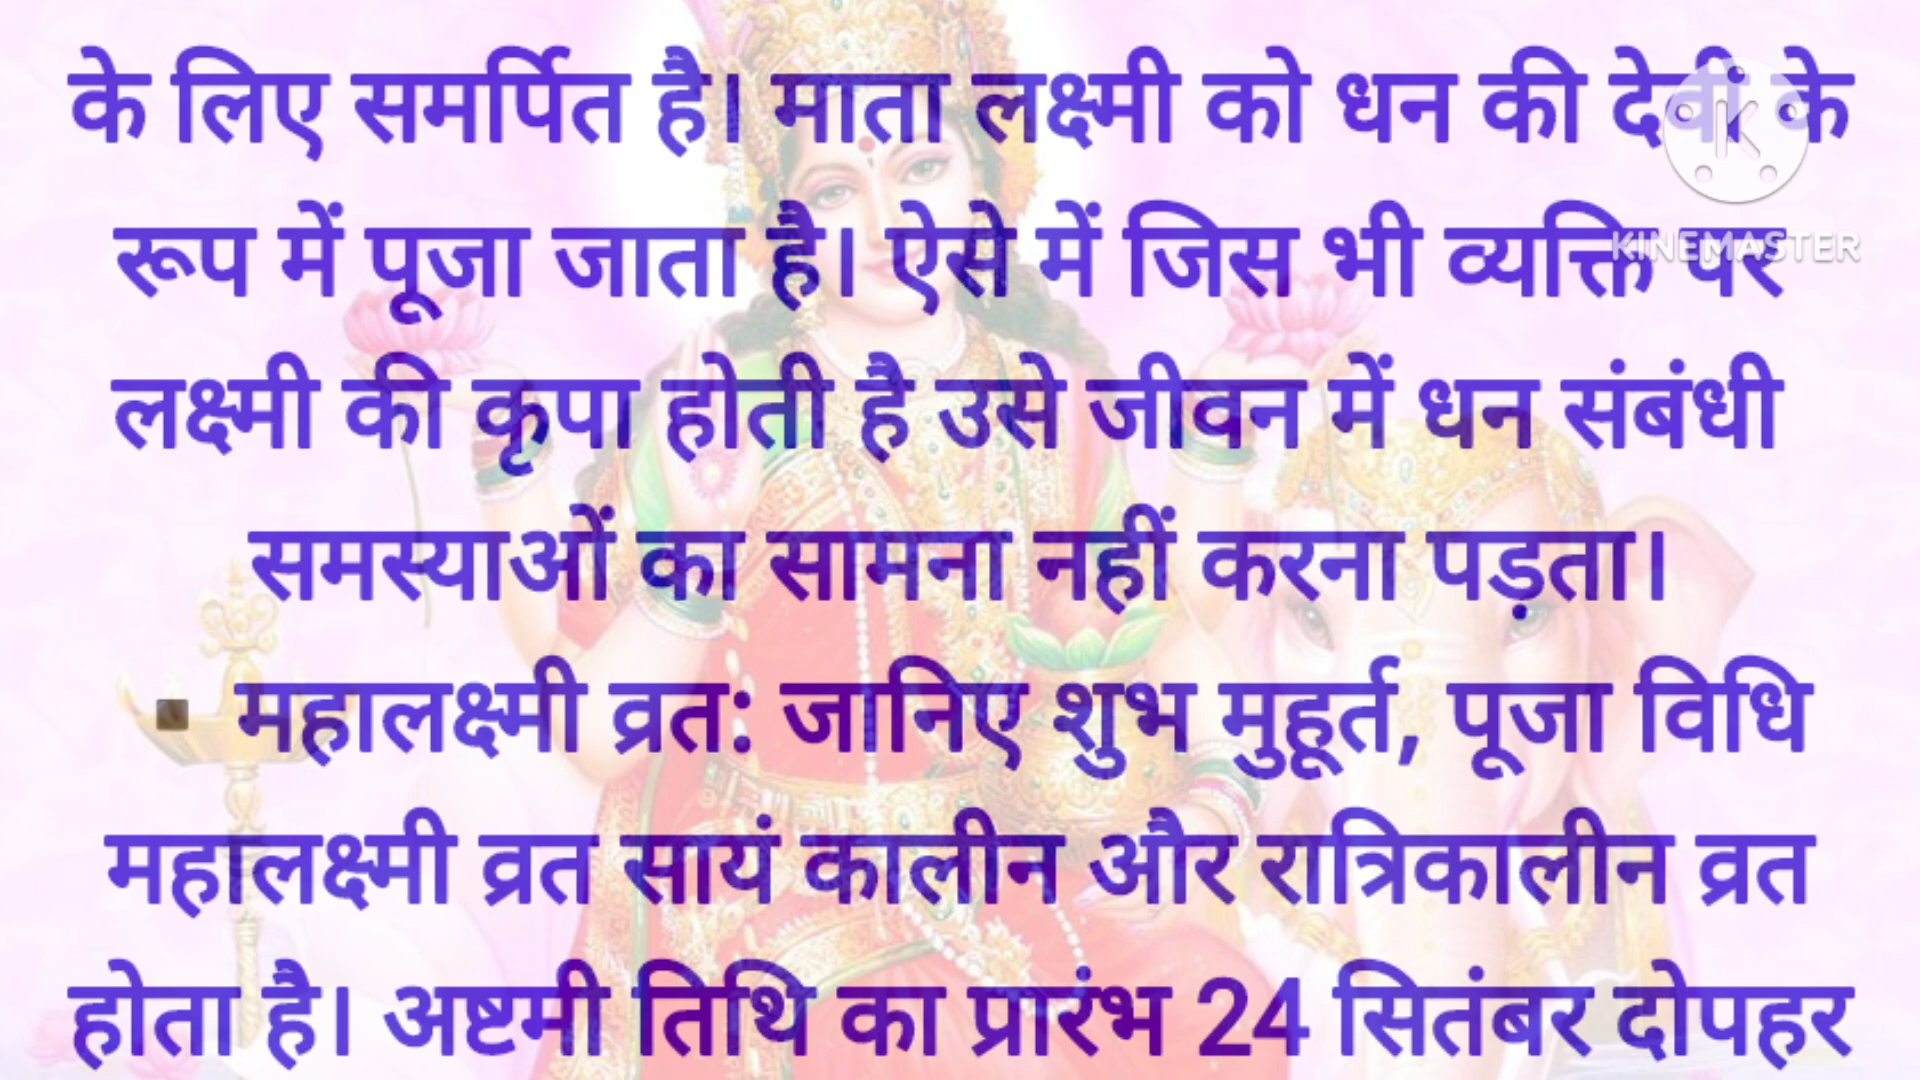 के लिए समर्पित है। माता लक्ष्मी को धन की देवी के
रूप में पूजा जाता है। ऐसे में जिस भी व्यक्ति पर
KINEMASTER
लक्ष्मी की कृपा होती है उसे जीवन में धन संबंधी
समस्याओं का सामना नहीं करना पड़ता।
▪ महालक्ष्मी व्रत: जानिए शुभ मुहूर्त, पूजा विधि
महालक्ष्मी व्रत सायं कालीन और रात्रिकालीन व्रत
होता है। अष्टमी तिथि का प्रारंभ 24 सितंबर दोपहर